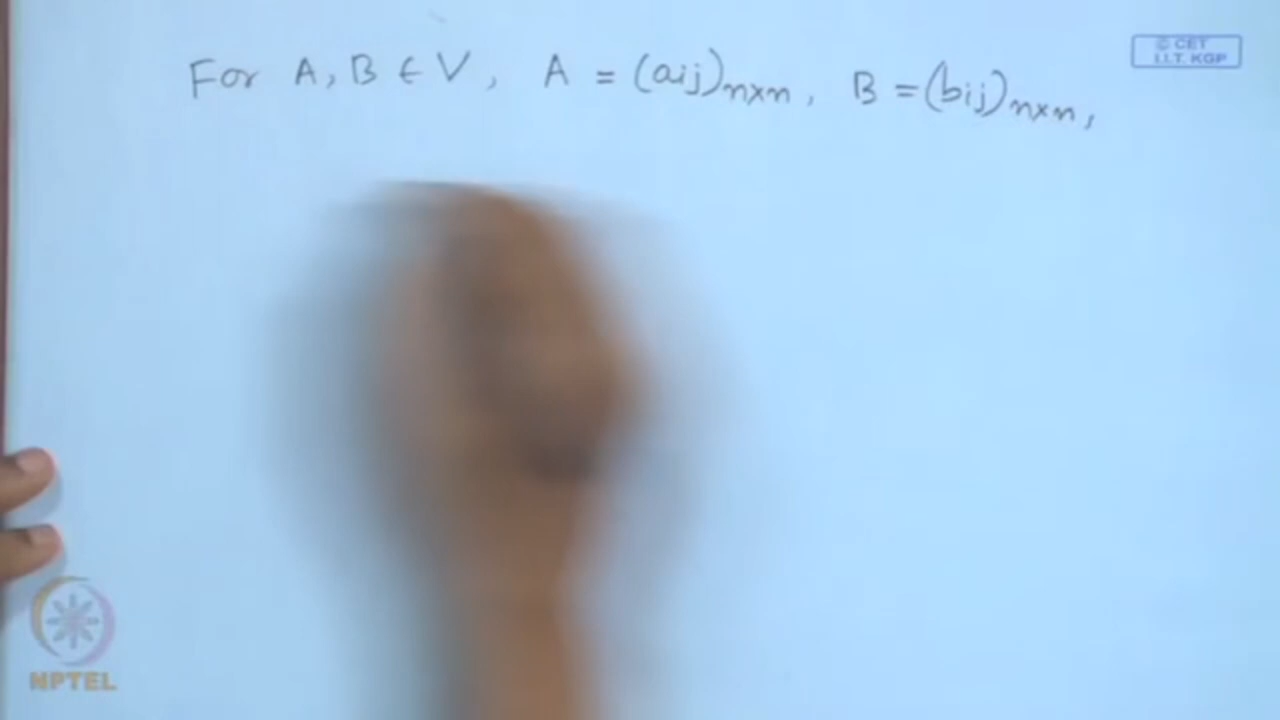 For A, B ∈ V, A = (aij)n×n, B = (bij)n×n,
© CET
I.I.T. KGP
NPTEL